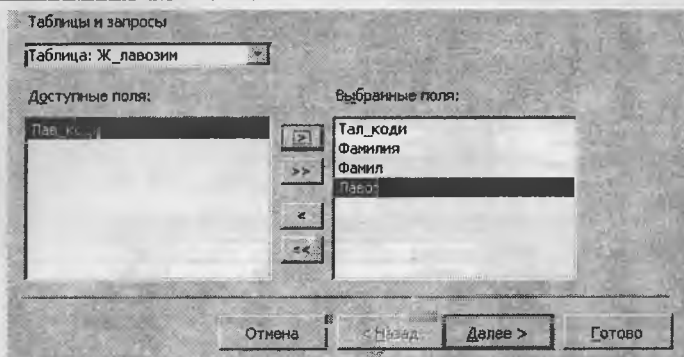 Таблицы и запросы
Таблица: Ж_лавозим
Доступные поля:
Выбранные поля:
Тал_коди
Фамилия
Фамил
>
>>
<
<<
Отмена
< Назад
Далее >
Готово